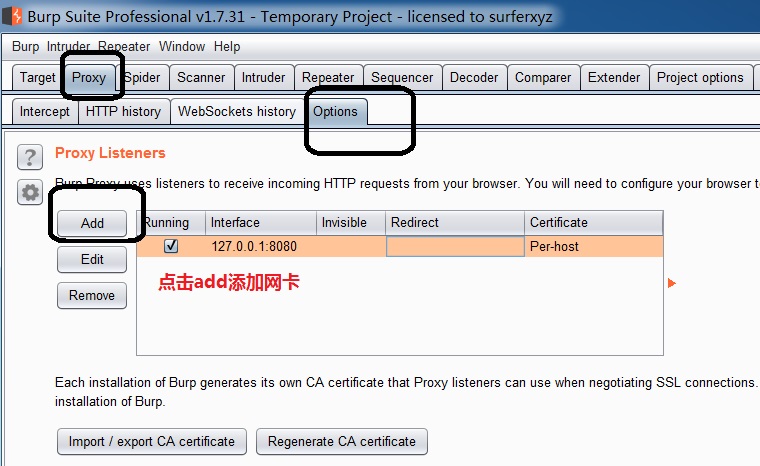 Burp Suite Professional v1.7.31 - Temporary Project - licensed to surferxyz
Burp Intruder Repeater Window Help
Target Proxy Spider Scanner Intruder Repeater Sequencer Decoder Comparer Extender Project options
Intercept HTTP history WebSockets history Options
? Proxy Listeners
Burp Proxy uses listeners to receive incoming HTTP requests from your browser. You will need to configure your browser
Add Running Interface Invisible Redirect Certificate
127.0.0.1:8080 Per-host
Edit
点击add添加网卡
Remove
Each installation of Burp generates its own CA certificate that Proxy listeners can use when negotiating SSL connections.
installation of Burp.
Import / export CA certificate Regenerate CA certificate